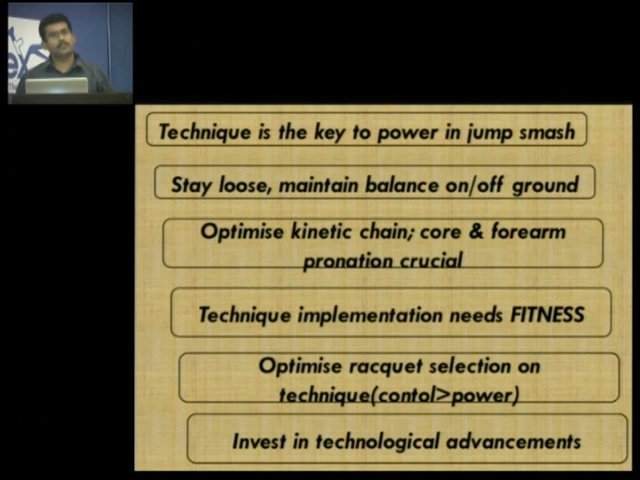 Technique is the key to power in jump smash
Stay loose, maintain balance on/off ground
Optimise kinetic chain; core & forearm
pronation crucial
Technique implementation needs FITNESS
Optimise racquet selection on
technique(contol>power)
Invest in technological advancements